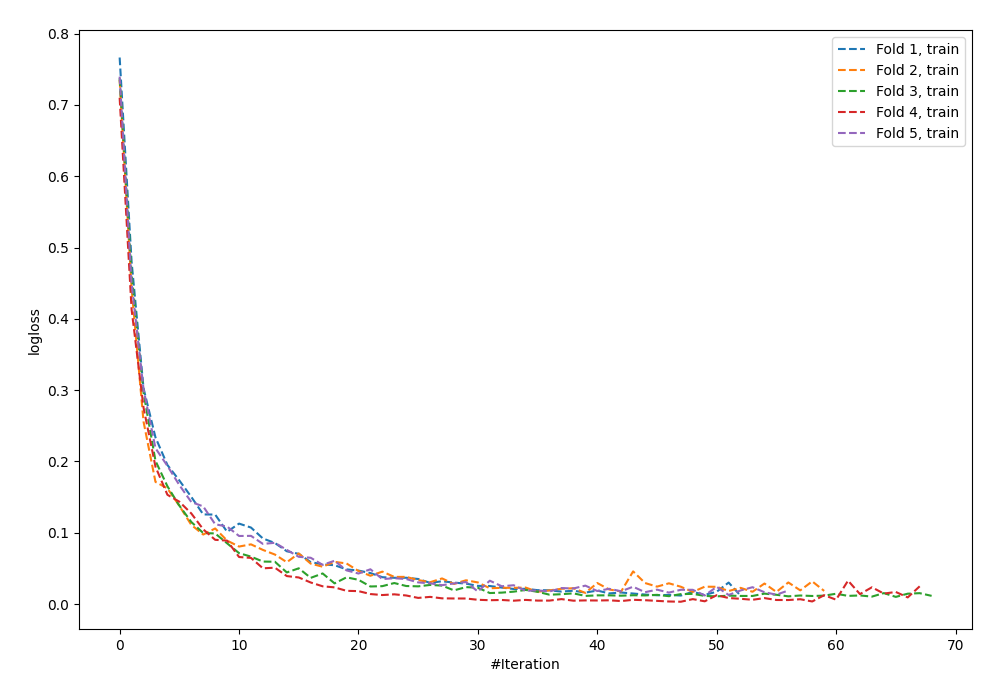 0.8
0.7
0.6
0.5
0.4
0.3
0.2
0.1
0.0
logloss
0
10
20
30
40
50
60
70
#Iteration
Fold 1, train
Fold 2, train
Fold 3, train
Fold 4, train
Fold 5, train